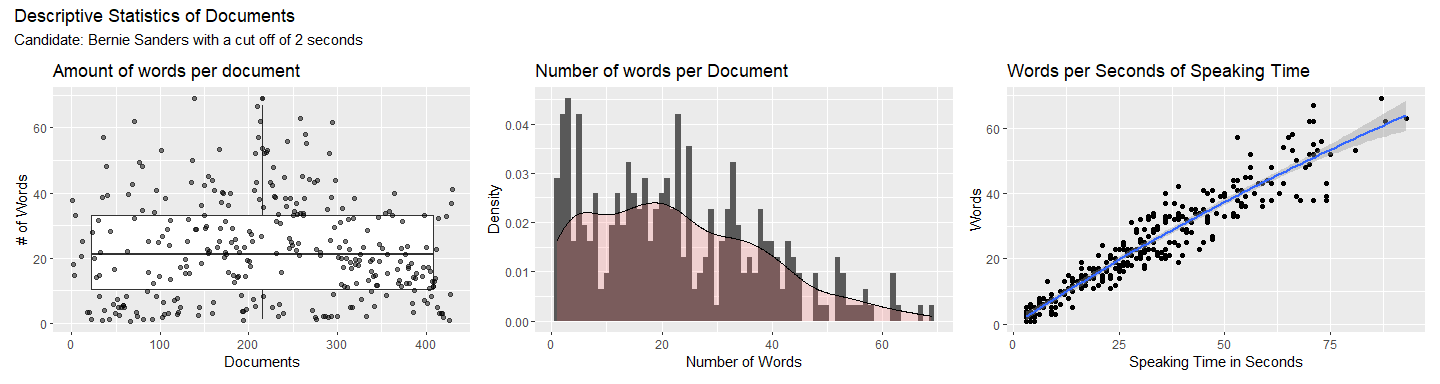 Descriptive Statistics of Documents
Candidate: Bernie Sanders with a cut off of 2 seconds
Amount of words per document
# of Words
60
40
20
0
0 100 200 300 400
Documents
Number of words per Document
Density
0.04
0.03
0.02
0.01
0.00
0 20 40 60
Number of Words
Words per Seconds of Speaking Time
Words
60
40
20
0
0 25 50 75
Speaking Time in Seconds